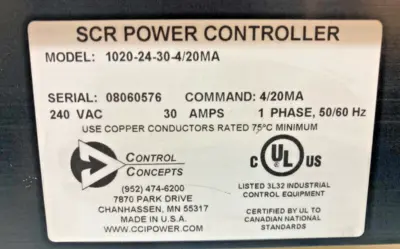 SCR POWER CONTROLLER
MODEL: 1020-24-30-4/20MA
SERIAL: 08060576 COMMAND: 4/20MA
240 VAC 30 AMPS 1 PHASE, 50/60 Hz
USE COPPER CONDUCTORS RATED 75°C MINIMUM
CONTROL
CONCEPTS
(952) 474-6200
7870 PARK DRIVE
CHANHASSEN, MN 55317
MADE IN U.S.A.
WWW.CCIPOWER.COM
C UL US
LISTED 3L32 INDUSTRIAL
CONTROL EQUIPMENT
CERTIFIED BY UL TO
CANADIAN NATIONAL
STANDARDS